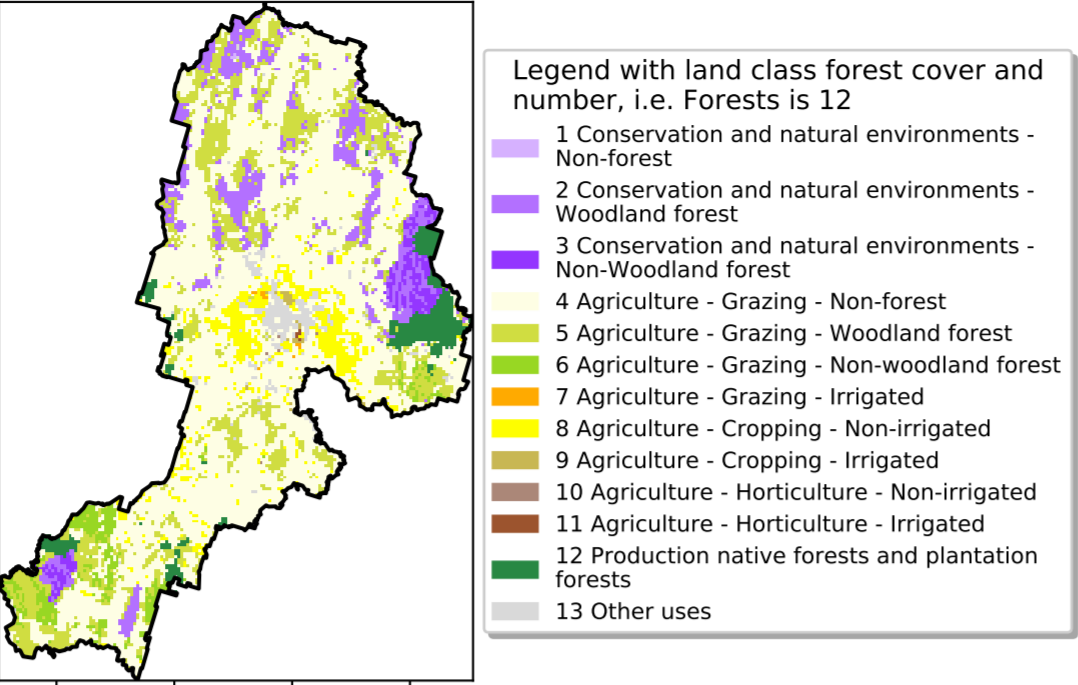 Legend with land class forest cover and
number, i.e. Forests is 12
1 Conservation and natural environments -
Non-forest
2 Conservation and natural environments -
Woodland forest
3 Conservation and natural environments -
Non-Woodland forest
4 Agriculture - Grazing - Non-forest
5 Agriculture - Grazing - Woodland forest
6 Agriculture - Grazing - Non-woodland forest
7 Agriculture - Grazing - Irrigated
8 Agriculture - Cropping - Non-irrigated
9 Agriculture - Cropping - Irrigated
10 Agriculture - Horticulture - Non-irrigated
11 Agriculture - Horticulture - Irrigated
12 Production native forests and plantation
forests
13 Other uses